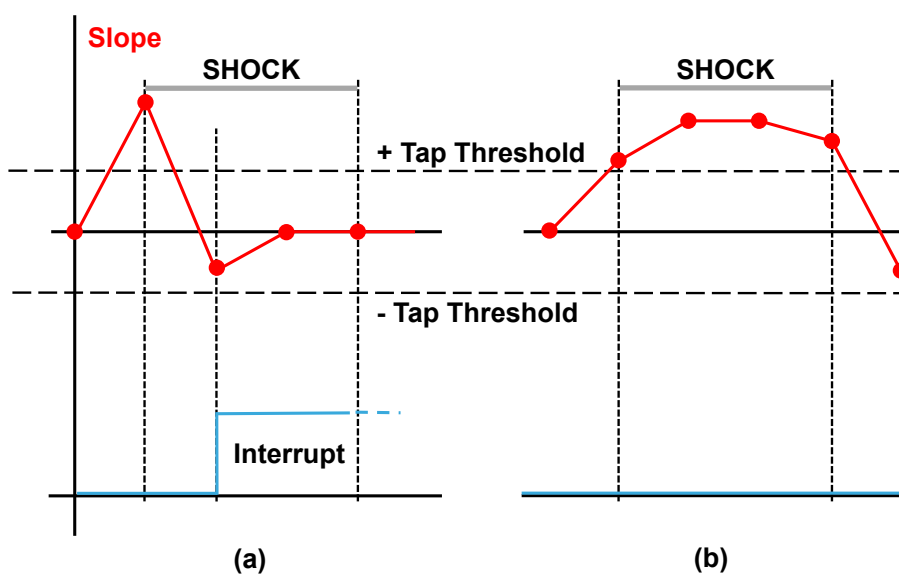 Slope
SHOCK
SHOCK
+ Tap Threshold
- Tap Threshold
Interrupt
(a)
(b)